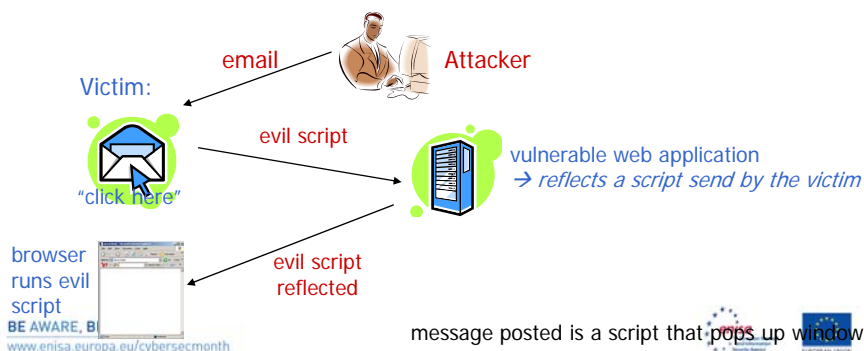 email
Attacker
Victim:
evil script
vulnerable web application
→ reflects a script send by the victim
"click here"
browser
runs evil
script
evil script
reflected
BE AWARE, B
www.enisa.europa.eu/cybersecmonth
message posted is a script that pops up window
enisa